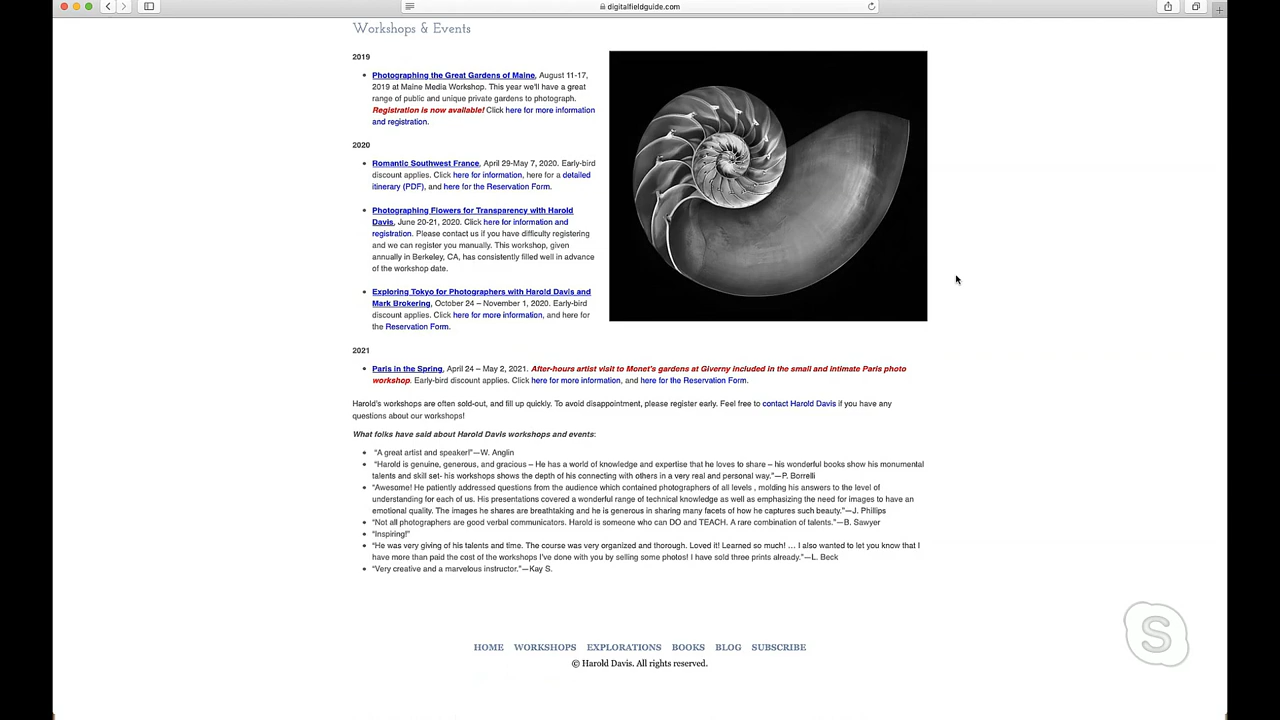 digitalfieldguide.com
Workshops & Events
2019
Photographing the Great Gardens of Maine, August 11-17,
2019 at Maine Media Workshop. This year we'll have a great
range of public and unique private gardens to photograph.
Registration is now available! Click here for more information
and registration.
2020
Romantic Southwest France, April 29-May 7, 2020. Early-bird
discount applies. Click here for information, here for a detailed
itinerary (PDF), and here for the Reservation Form.
Photographing Flowers for Transparency with Harold
Davis, June 20-21, 2020. Click here for information and
registration. Please contact us if you have difficulty registering
and we can register you manually. This workshop, given
annually in Berkeley, CA, has consistently filled well in advance
of the workshop date.
Exploring Tokyo for Photographers with Harold Davis and
Mark Brokering, October 24 – November 1, 2020. Early-bird
discount applies. Click here for more information, and here for
the Reservation Form.
2021
Paris in the Spring, April 24 – May 2, 2021. After-hours artist visit to Monet's gardens at Giverny included in the small and intimate Paris photo
workshop. Early-bird discount applies. Click here for more information, and here for the Reservation Form.
Harold's workshops are often sold-out, and fill up quickly. To avoid disappointment, please register early. Feel free to contact Harold Davis if you have any
questions about our workshops!
What folks have said about Harold Davis workshops and events:
“A great artist and speaker!”—W. Anglin
“Harold is genuine, generous, and gracious – He has a world of knowledge and expertise that he loves to share – his wonderful books show his monumental
talents and skill set- his workshops shows the depth of his connecting with others in a very real and personal way.”—P. Borrelli
“Awesome! He patiently addressed questions from the audience which contained photographers of all levels , molding his answers to the level of
understanding for each of us. His presentations covered a wonderful range of technical knowledge as well as emphasizing the need for images to have an
emotional quality. The images he shares are breathtaking and he is generous in sharing many facets of how he captures such beauty.”—J. Phillips
“Not all photographers are good verbal communicators. Harold is someone who can DO and TEACH. A rare combination of talents.”—B. Sawyer
“Inspiring!”
“He was very giving of his talents and time. The course was very organized and thorough. Loved it! Learned so much! … I also wanted to let you know that I
have more than paid the cost of the workshops I've done with you by selling some photos! I have sold three prints already.”—L. Beck
“Very creative and a marvelous instructor.”—Kay S.
HOME WORKSHOPS EXPLORATIONS BOOKS BLOG SUBSCRIBE
© Harold Davis. All rights reserved.
S